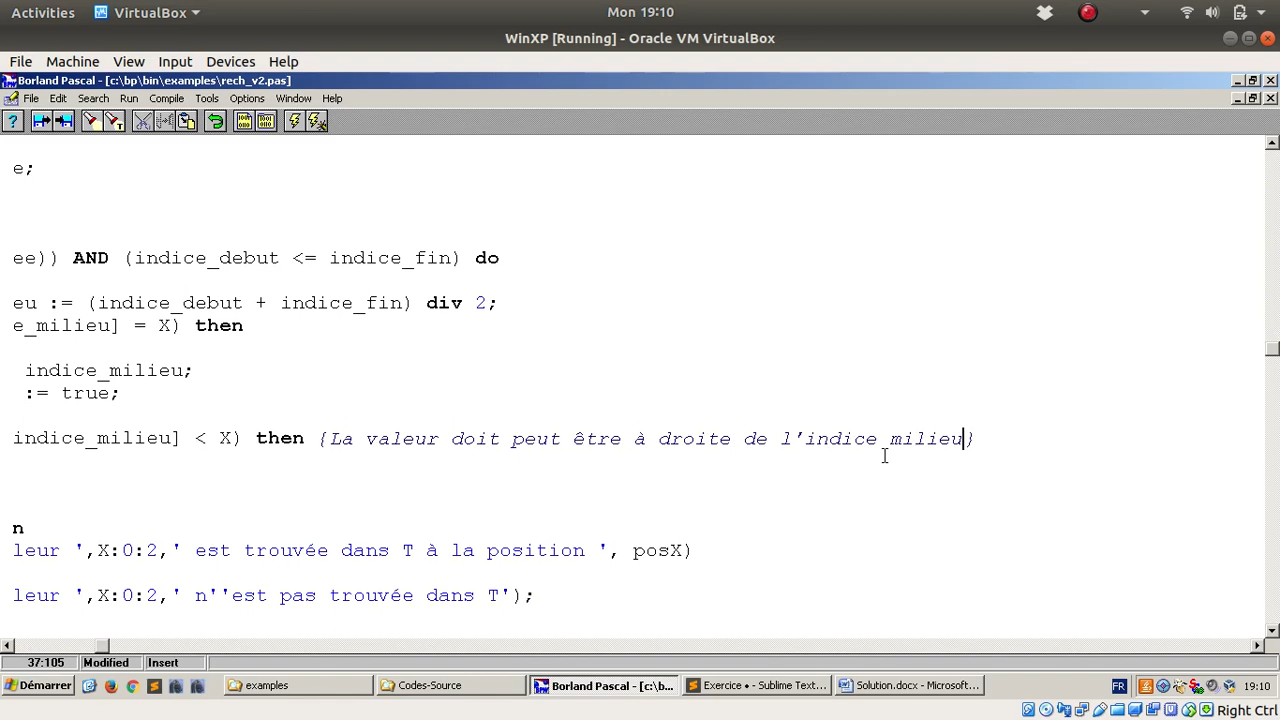 Activities VirtualBox Mon 19:10
WinXP [Running] - Oracle VM VirtualBox
File Machine View Input Devices Help
Borland Pascal - [c:\bp\bin\examples\rech_v2.pas]
File Edit Search Run Compile Tools Options Window Help
e;
ee)) AND (indice_debut <= indice_fin) do
eu := (indice_debut + indice_fin) div 2;
e_milieu] = X) then
indice_milieu;
:= true;
indice_milieu] < X) then {La valeur doit peut être à droite de l'indice milieu}
n
leur ',X:0:2,' est trouvée dans T à la position ', posX)
leur ',X:0:2,' n''est pas trouvée dans T');
37:105 Modified Insert
Démarrer examples Codes-Source Borland Pascal - [c:\b... Exercice • - Sublime Text... Solution.docx - Microsoft... FR 19:10
Right Ctrl